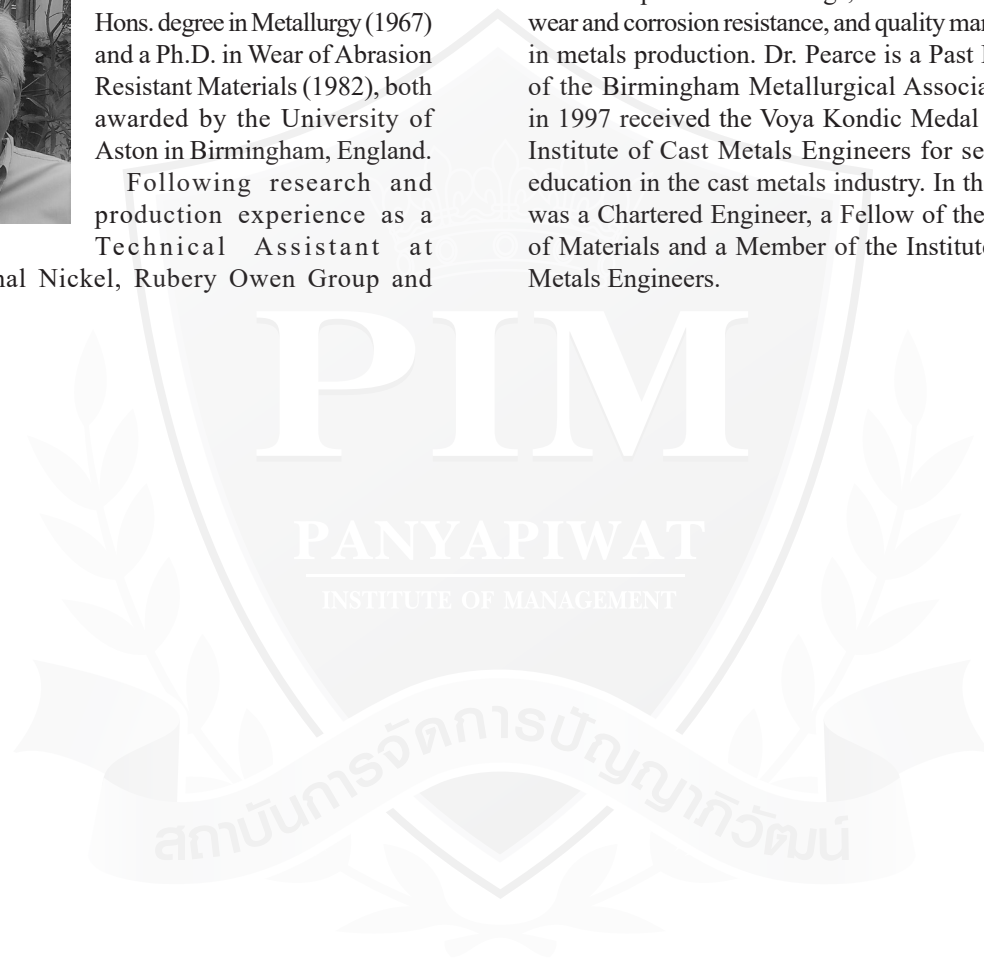 Hons. degree in Metallurgy (1967)
and a Ph.D. in Wear of Abrasion
Resistant Materials (1982), both
awarded by the University of
Aston in Birmingham, England.
Following research and
production experience as a
Technical Assistant at
nal Nickel, Rubery Owen Group and
wear and corrosion resistance, and quality mar
in metals production. Dr. Pearce is a Past
of the Birmingham Metallurgical Associa
in 1997 received the Voya Kondic Medal
Institute of Cast Metals Engineers for se
education in the cast metals industry. In th
was a Chartered Engineer, a Fellow of the
of Materials and a Member of the Institute
Metals Engineers.
PIM
PANYAPIWAT
INSTITUTE OF MANAGEMENT
สถาบันการจัดการปัญญาภิวัฒน์